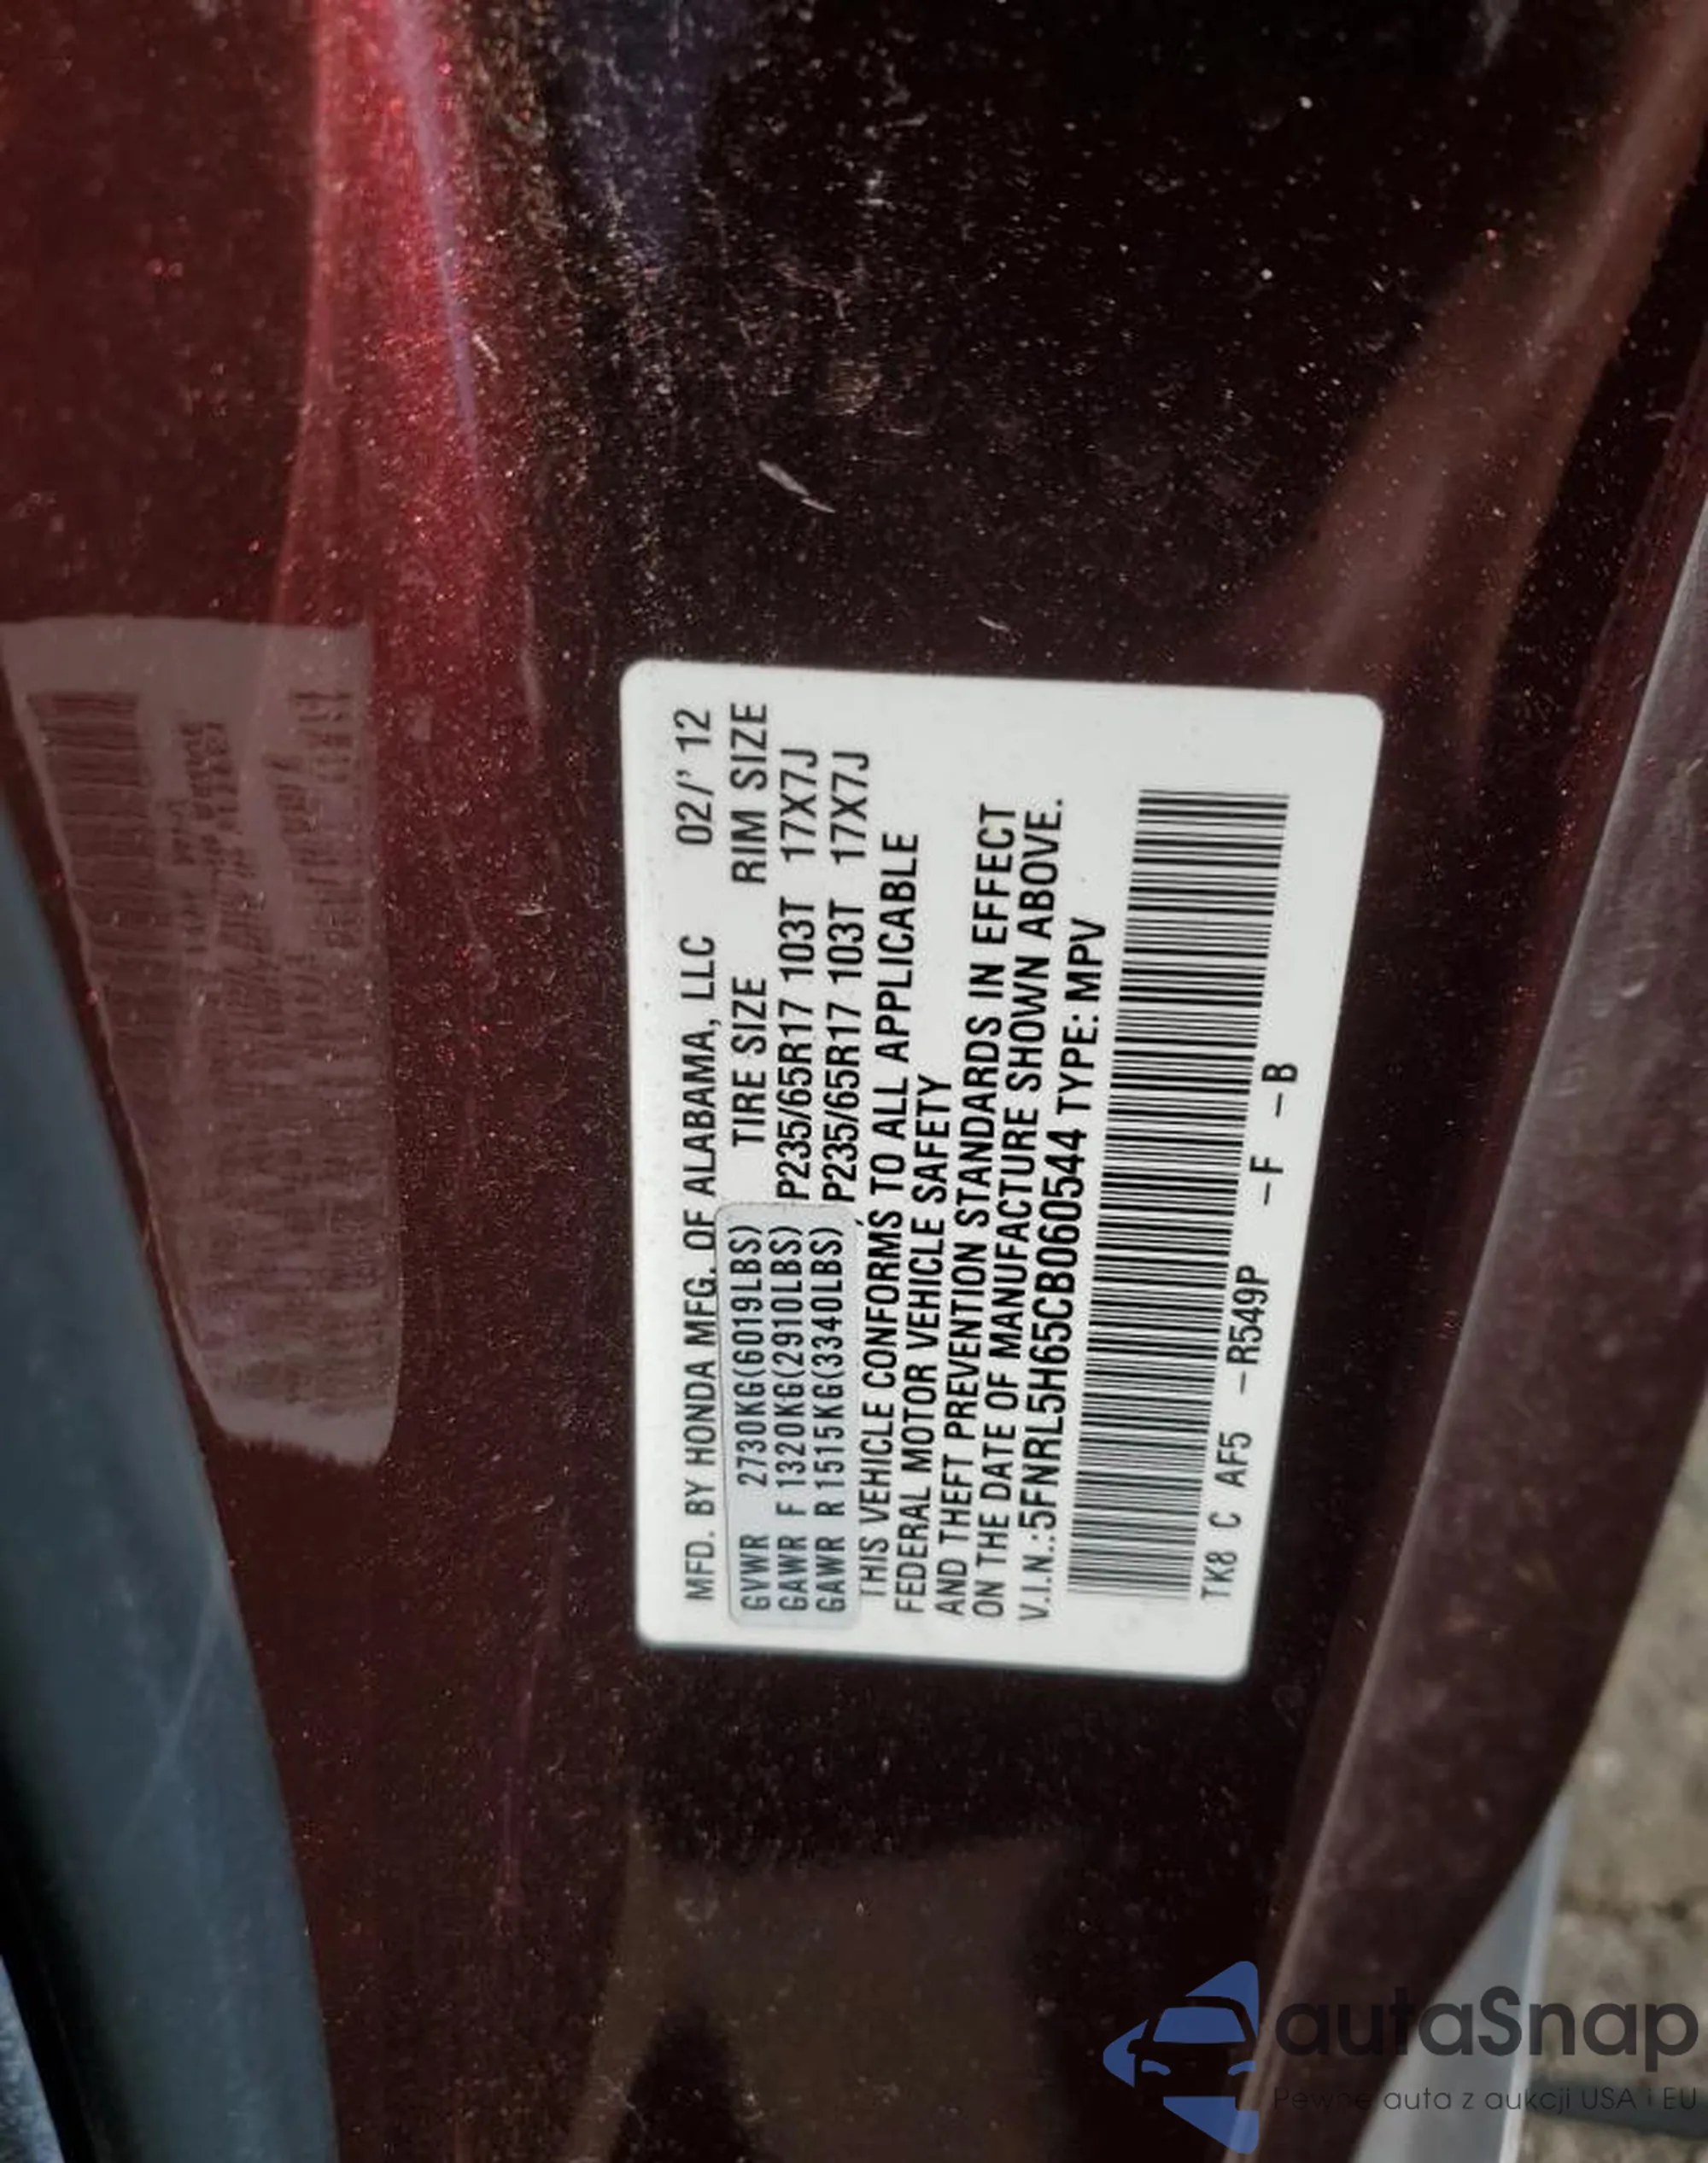 MFD. BY HONDA MFG. OF ALABAMA, LLC 02/' 12
GVWR 2730KG(6019LBS) TIRE SIZE RIM SIZE
GAWR F 1320KG(2910LBS) P235/65R17 103T 17X7J
GAWR R 1515KG(3340LBS) P235/65R17 103T 17X7J
THIS VEHICLE CONFORMS TO ALL APPLICABLE
FEDERAL MOTOR VEHICLE SAFETY
AND THEFT PREVENTION STANDARDS IN EFFECT
ON THE DATE OF MANUFACTURE SHOWN ABOVE.
V.I.N.:5FNRL5H65CB060544 TYPE: MPV
TK8 C AF5 -R549P -F -B
autaSnap
Pewne auta z aukcji USA i EU